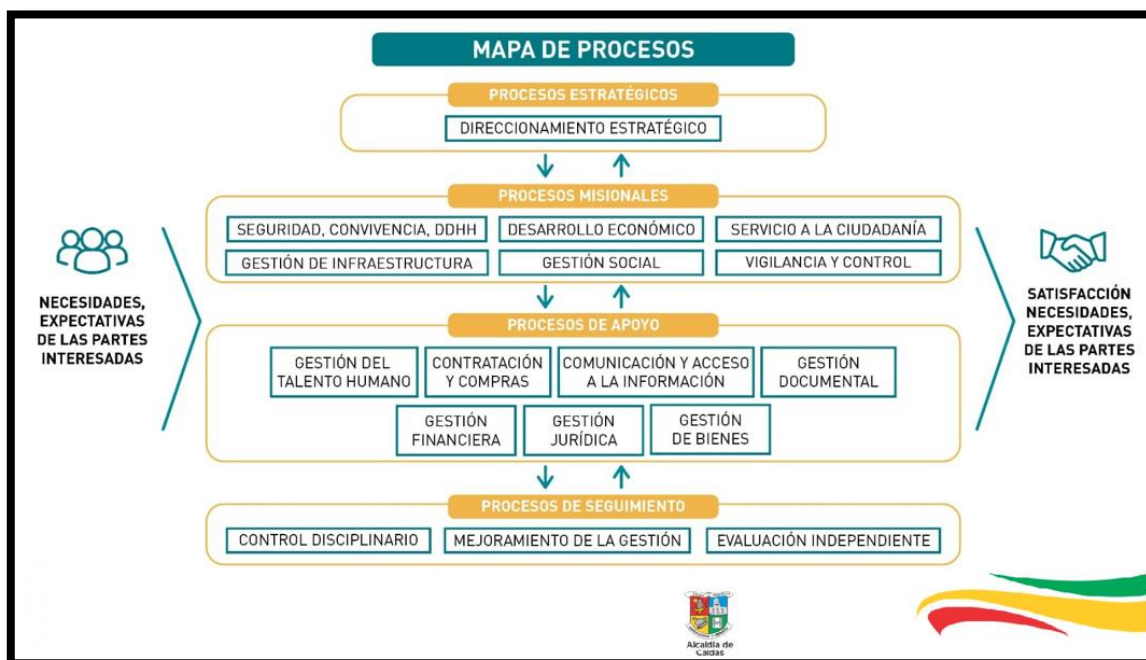 MAPA DE PROCESOS
PROCESOS ESTRATÉGICOS
DIRECCIONAMIENTO ESTRATÉGICO
PROCESOS MISIONALES
SEGURIDAD, CONVIVENCIA, DDHH
DESARROLLO ECONÓMICO
SERVICIO A LA CIUDADANÍA
GESTIÓN DE INFRAESTRUCTURA
GESTIÓN SOCIAL
VIGILANCIA Y CONTROL
NECESIDADES,
EXPECTATIVAS
DE LAS PARTES
INTERESADAS
SATISFACCIÓN
NECESIDADES,
EXPECTATIVAS
DE LAS PARTES
INTERESADAS
PROCESOS DE APOYO
GESTIÓN DEL
TALENTO HUMANO
CONTRATACIÓN
Y COMPRAS
COMUNICACIÓN Y ACCESO
A LA INFORMACIÓN
GESTIÓN
DOCUMENTAL
GESTIÓN
FINANCIERA
GESTIÓN
JURÍDICA
GESTIÓN
DE BIENES
PROCESOS DE SEGUIMIENTO
CONTROL DISCIPLINARIO
MEJORAMIENTO DE LA GESTIÓN
EVALUACIÓN INDEPENDIENTE
Alcaldía de
Caldas